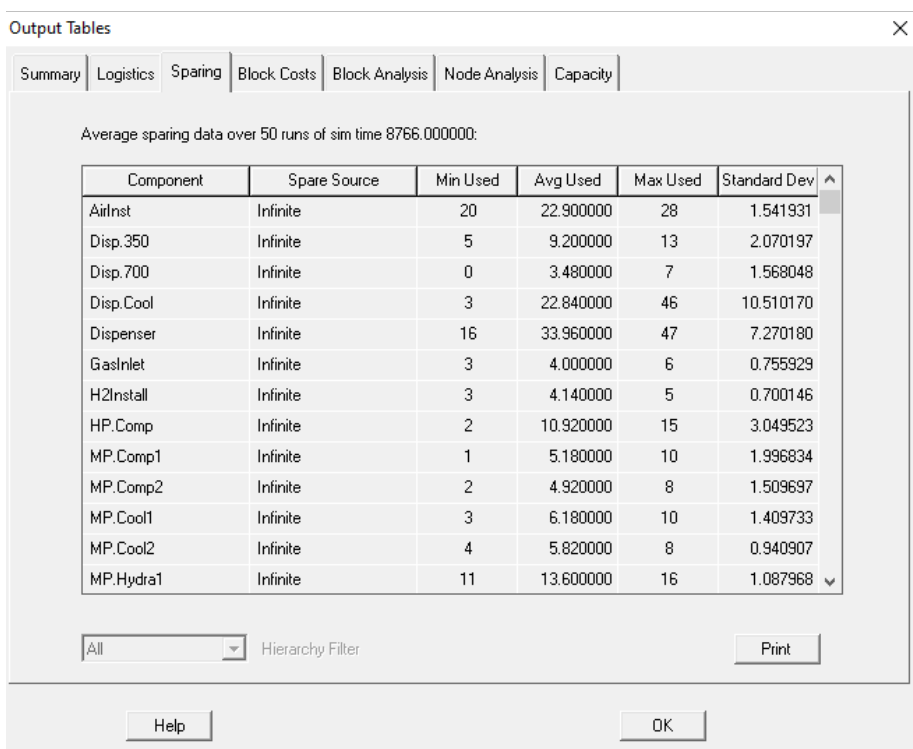 Output Tables
Summary Logistics Sparing Block Costs Block Analysis Node Analysis Capacity
Average sparing data over 50 runs of sim time 8766.000000:
Component Spare Source Min Used Avg Used Max Used Standard Dev
AirInst Infinite 20 22.900000 28 1.541931
Disp.350 Infinite 5 9.200000 13 2.070197
Disp.700 Infinite 0 3.480000 7 1.568048
Disp.Cool Infinite 3 22.840000 46 10.510170
Dispenser Infinite 16 33.960000 47 7.270180
GasInlet Infinite 3 4.000000 6 0.755929
H2Install Infinite 3 4.140000 5 0.700146
HP.Comp Infinite 2 10.920000 15 3.049523
MP.Comp1 Infinite 1 5.180000 10 1.996834
MP.Comp2 Infinite 2 4.920000 8 1.509697
MP.Cool1 Infinite 3 6.180000 10 1.409733
MP.Cool2 Infinite 4 5.820000 8 0.940907
MP.Hydra1 Infinite 11 13.600000 16 1.087968
All Hierarchy Filter Print
Help OK